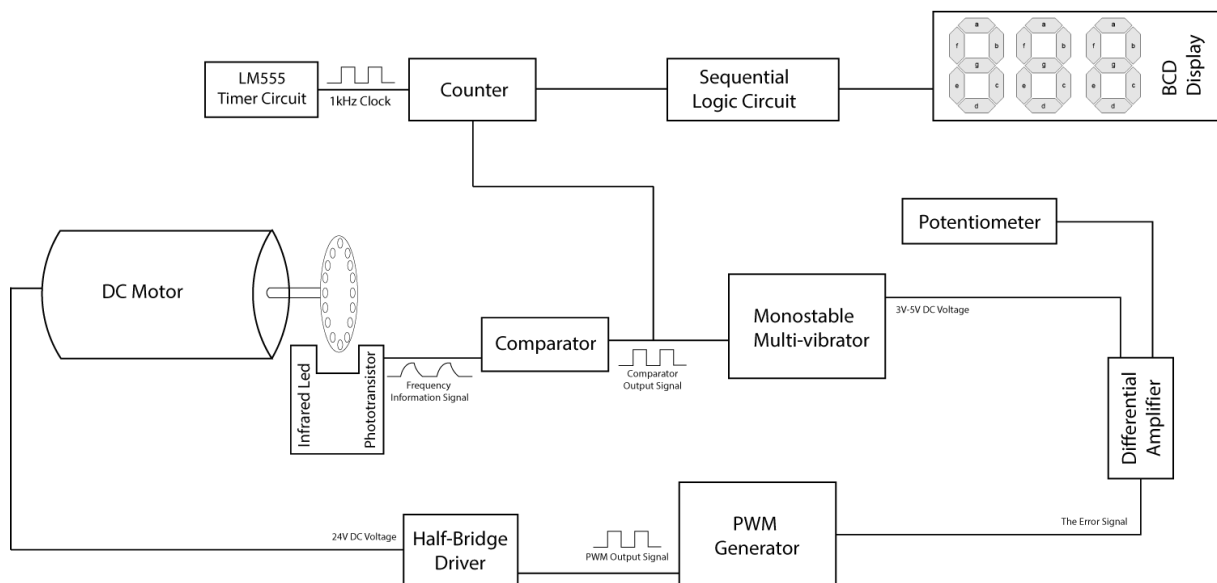 LM555
Timer Circuit
1kHz Clock
Counter
Sequential
Logic Circuit
a
f
b
g
e
c
d
a
f
b
g
e
c
d
a
f
b
g
e
c
d
BCD
Display
Potentiometer
DC Motor
Infrared Led
Phototransistor
Frequency
Information Signal
Comparator
Comparator
Output Signal
Monostable
Multi-vibrator
3V-5V DC Voltage
Differential
Amplifier
The Error Signal
PWM
Generator
PWM Output Signal
Half-Bridge
Driver
24V DC Voltage